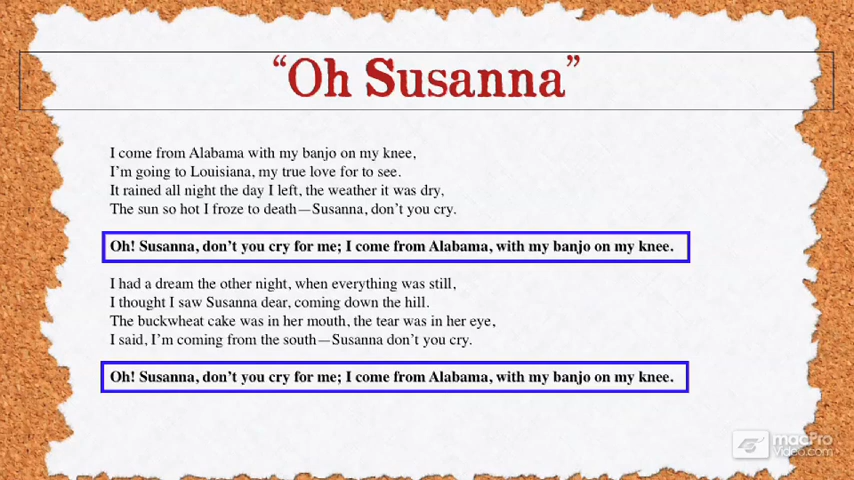 “Oh Susanna”
I come from Alabama with my banjo on my knee,
I’m going to Louisiana, my true love for to see.
It rained all night the day I left, the weather it was dry,
The sun so hot I froze to death—Susanna, don’t you cry.
Oh! Susanna, don’t you cry for me; I come from Alabama, with my banjo on my knee.
I had a dream the other night, when everything was still,
I thought I saw Susanna dear, coming down the hill.
The buckwheat cake was in her mouth, the tear was in her eye,
I said, I’m coming from the south—Susanna don’t you cry.
Oh! Susanna, don’t you cry for me; I come from Alabama, with my banjo on my knee.
macPro
Video.com